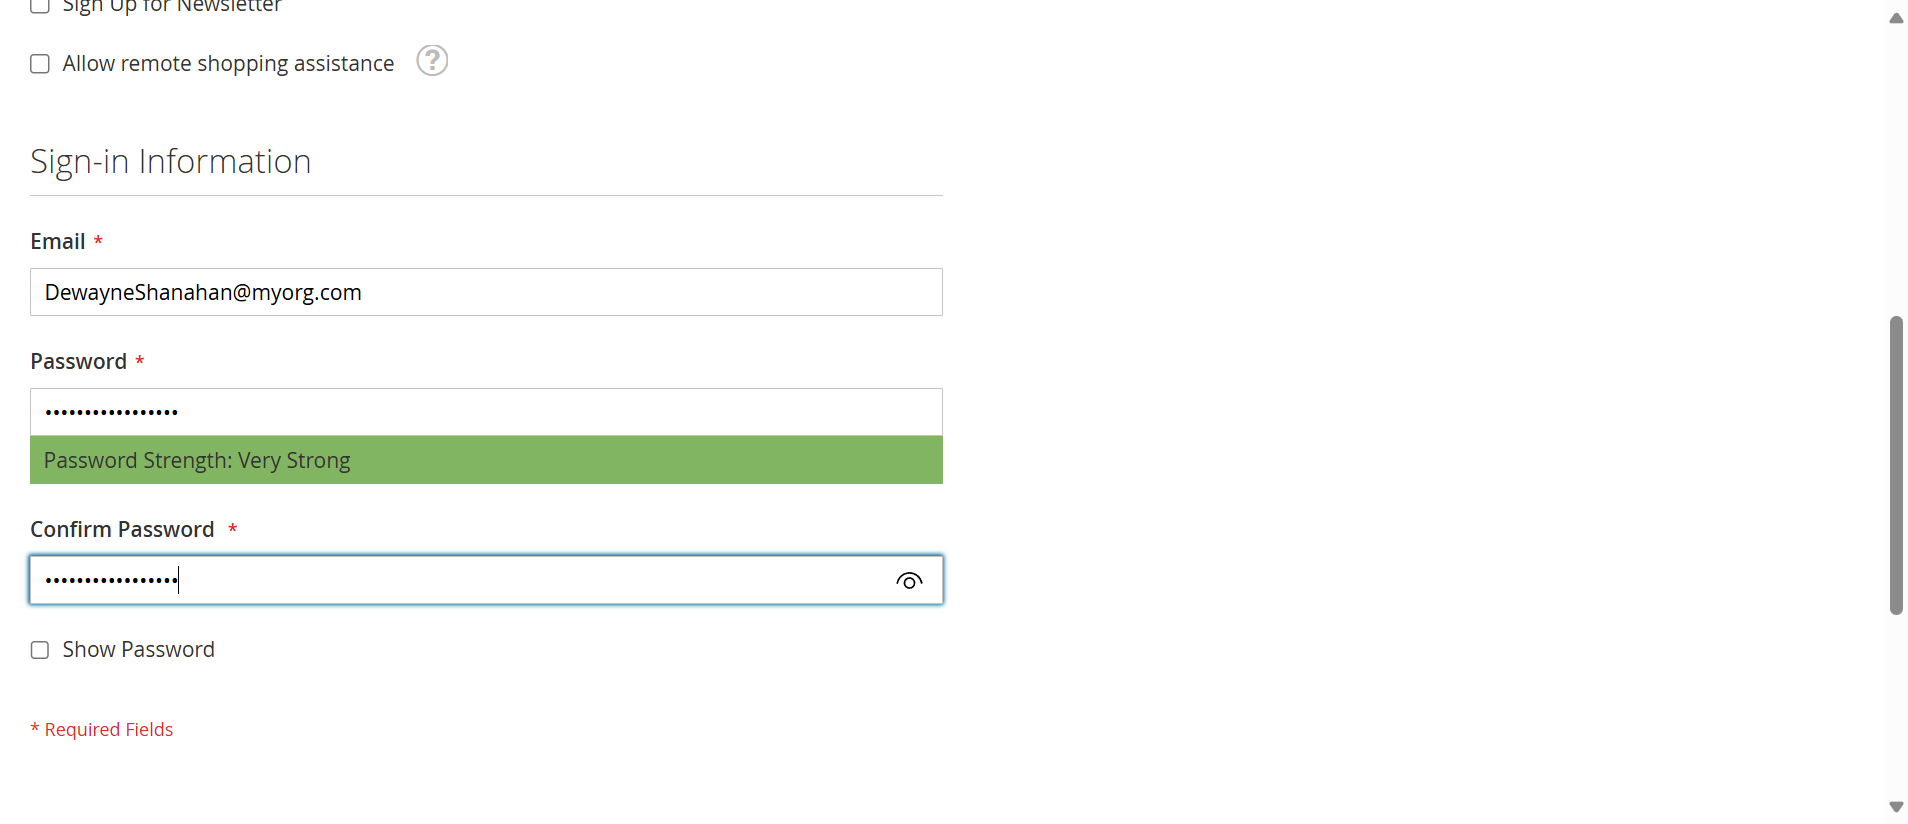 Sign Up for Newsletter
Allow remote shopping assistance ?
Sign-in Information
Email *
DewayneShanahan@myorg.com
Password *
•••••••••••••••••
Password Strength: Very Strong
Confirm Password *
•••••••••••••••••
Show Password
* Required Fields